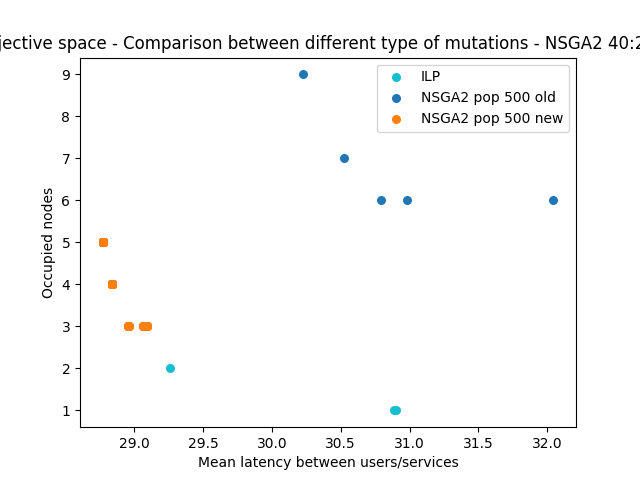 jective space - Comparison between different type of mutations - NSGA2 40:2
ILP
NSGA2 pop 500 old
NSGA2 pop 500 new
9
8
7
6
5
4
3
2
1
Occupied nodes
29.0 29.5 30.0 30.5 31.0 31.5 32.0
Mean latency between users/services